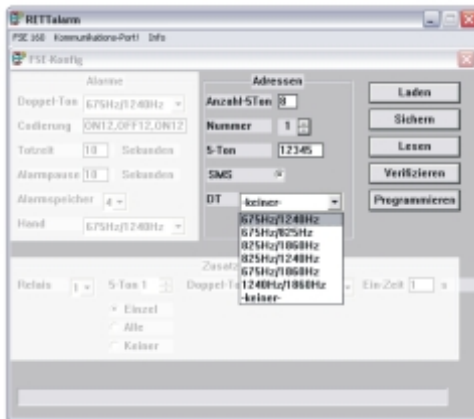 RETTalarm
FSE 160 Kommunikations-Port! Info
FSE-Konfig
Alarme
Doppel-Ton 675Hz/1240Hz
Codierung ON12,OFF12,ON12
Totzeit 10 Sekunden
Alarmpause 10 Sekunden
Alarmspeicher 4
Hand 675Hz/1240Hz
Adressen
Anzahl-5Ton 8
Nummer 1
5-Ton 12345
SMS
DT -keiner-
675Hz/1240Hz
675Hz/825Hz
825Hz/1060Hz
825Hz/1240Hz
675Hz/1060Hz
1240Hz/1060Hz
-keiner-
Laden
Sichern
Lesen
Verifizieren
Programmieren
Relais 1 5-Ton 1 Ein-Zeit 1 s
Einzel
Alle
Keiner